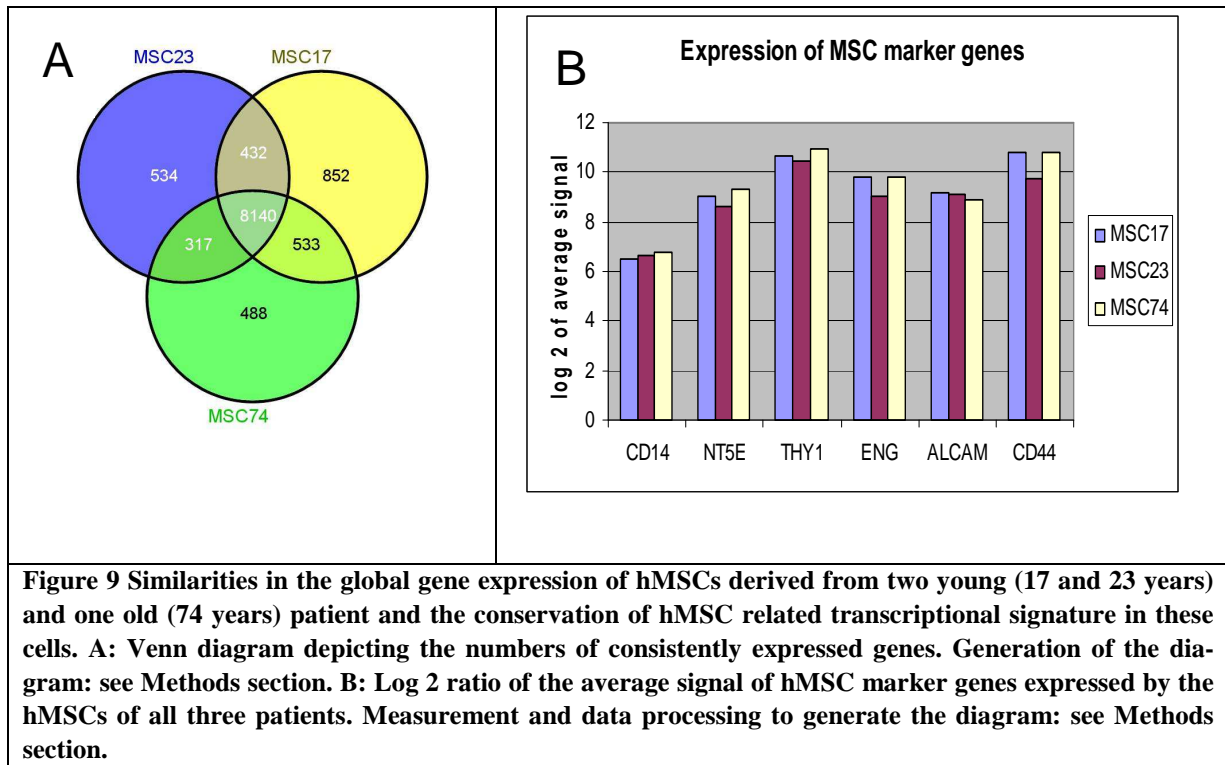 A
MSC23
MSC17
534
432
852
8140
317
533
488
MSC74
B
Expression of MSC marker genes
log 2 of average signal
12
10
8
6
4
2
0
CD14 NT5E THY1 ENG ALCAM CD44
MSC17
MSC23
MSC74
Figure 9 Similarities in the global gene expression of hMSCs derived from two young (17 and 23 years)
and one old (74 years) patient and the conservation of hMSC related transcriptional signature in these
cells. A: Venn diagram depicting the numbers of consistently expressed genes. Generation of the dia-
gram: see Methods section. B: Log 2 ratio of the average signal of hMSC marker genes expressed by the
hMSCs of all three patients. Measurement and data processing to generate the diagram: see Methods
section.